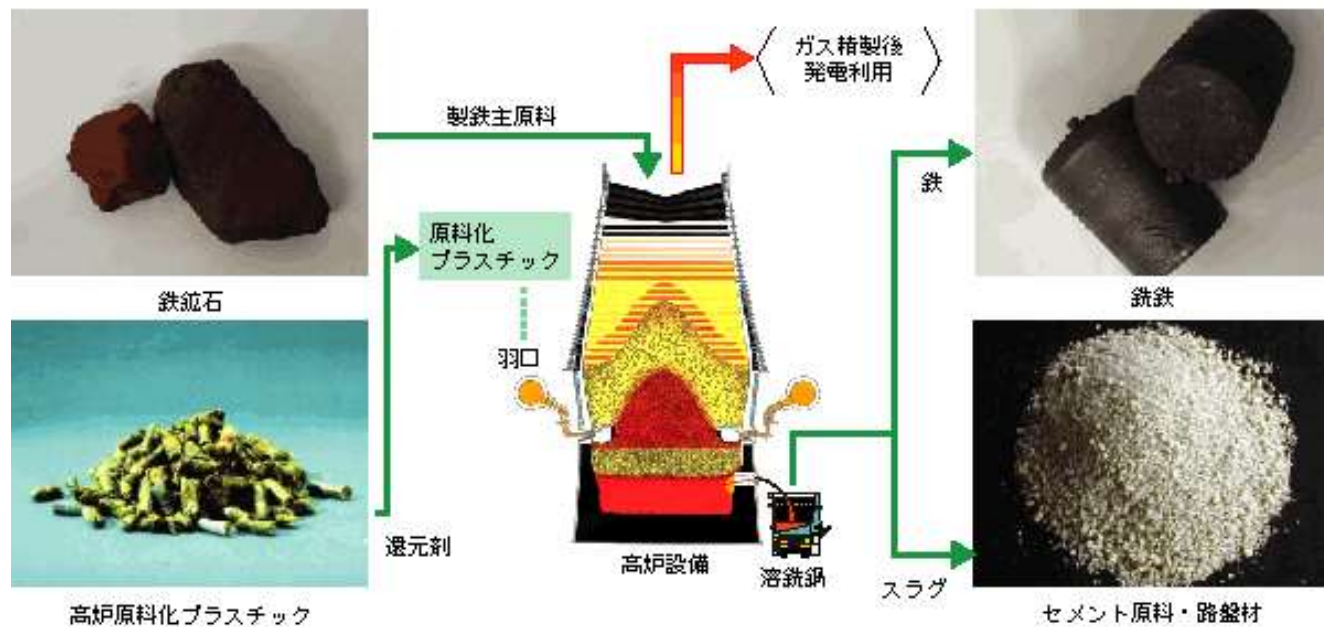 ガス精製後
発電利用
製鉄主原料
鉄
原料化
プラスチック
鉄鉱石
銑鉄
羽口
還元剤
高炉設備
溶銑鍋
スラグ
高炉原料化プラスチック
セメント原料・路盤材